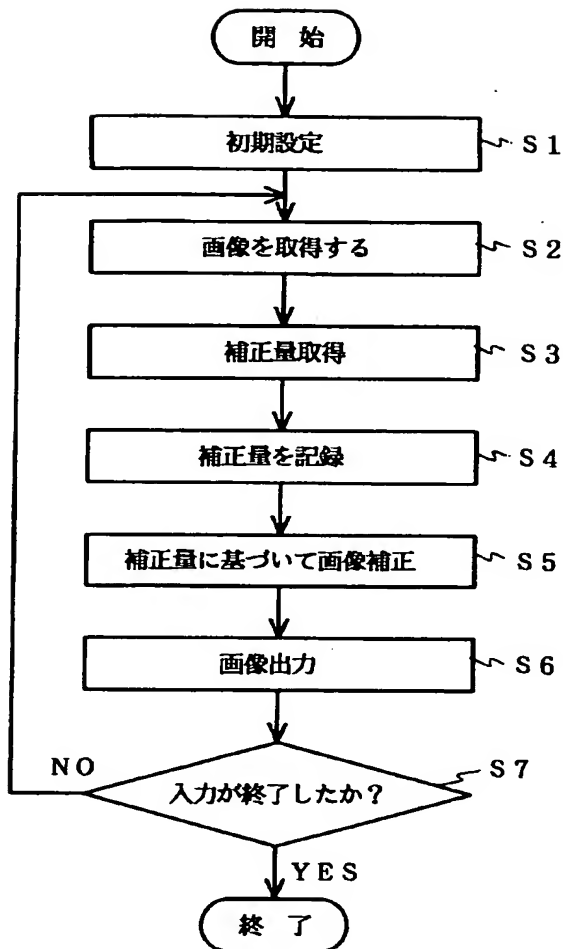 開 始
初期設定 S1
画像を取得する S2
補正量取得 S3
補正量を記録 S4
補正量に基づいて画像補正 S5
画像出力 S6
入力が終了したか? S7
NO
YES
終 了